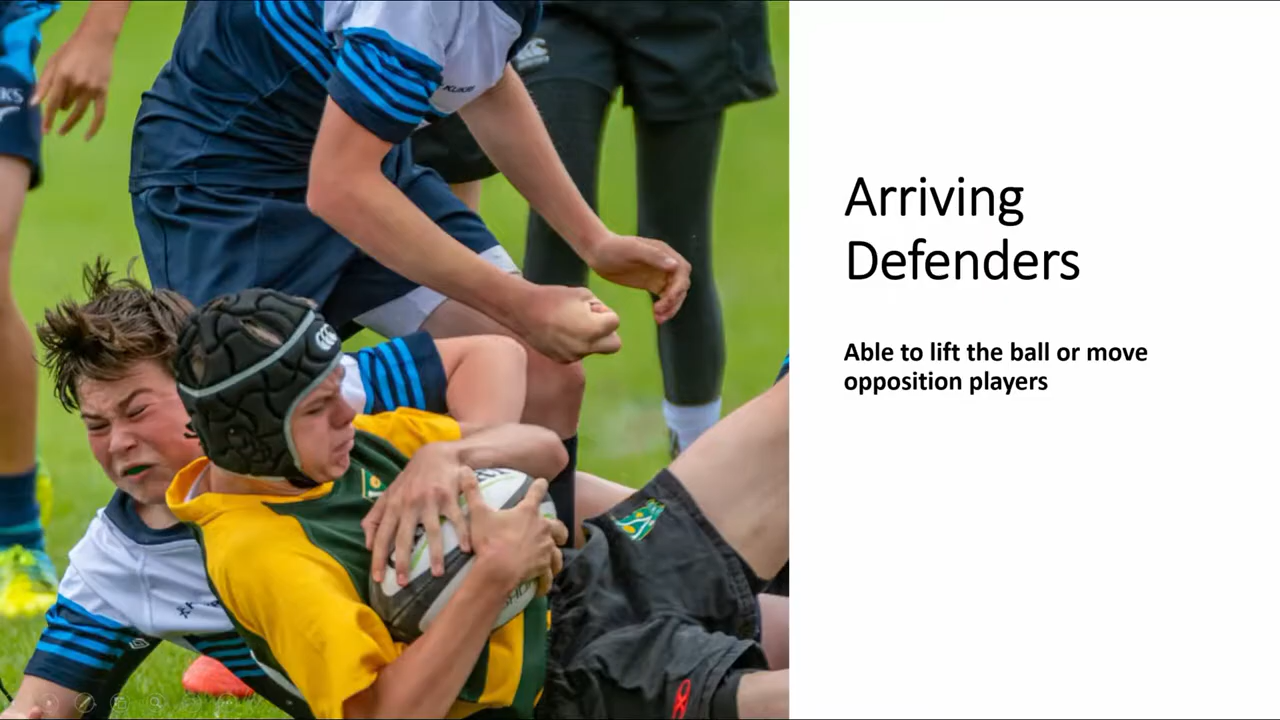 Arriving
Defenders
Able to lift the ball or move
opposition players